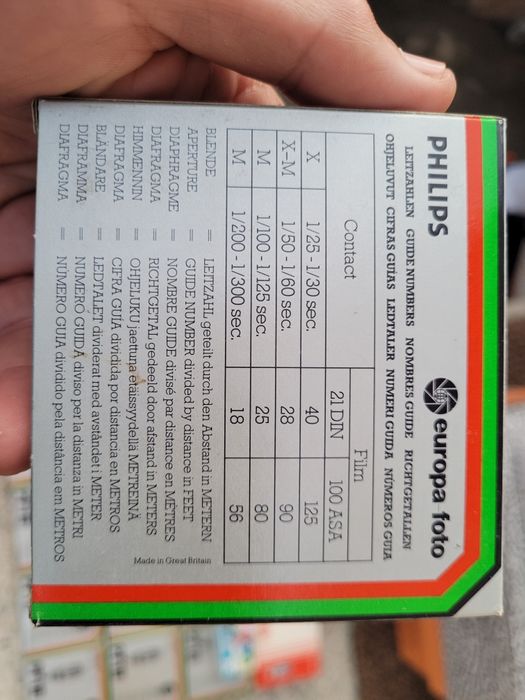 PHILIPS europa foto
LEITZAHLEN GUIDE NUMBERS NOMBRES GUIDE RICHTGETALLEN
OHJELUVUT CIFRAS GUÍAS LEDTALER NUMERI GUIDA NÚMEROS GUIA
Contact Film
21 DIN 100 ASA
X 1/25 - 1/30 sec. 40 125
X-M 1/50 - 1/60 sec. 28 90
M 1/100 - 1/125 sec. 25 80
M 1/200 - 1/300 sec. 18 56
BLENDE = LEITZAHL geteilt durch den Abstand in METERN
APERTURE = GUIDE NUMBER divided by distance in FEET
DIAPHRAGME = NOMBRE GUIDE divisé par distance en MÈTRES
DIAFRAGMA = RICHTGETAL gedeeld door afstand in METERS
HIMMENNIN = OHJELUKU jaettuna etäisyydellä METREINÄ
DIAFRAGMA = CIFRA GUÍA dividida por distancia en METROS
BLÄNDARE = LEDTALET dividerat med avståndet i METER
DIAFRAMMA = NUMERO GUIDA diviso per la distanza in METRI
DIAFRAGMA = NÚMERO GUIA dividido pela distância em METROS
Made in Great Britain